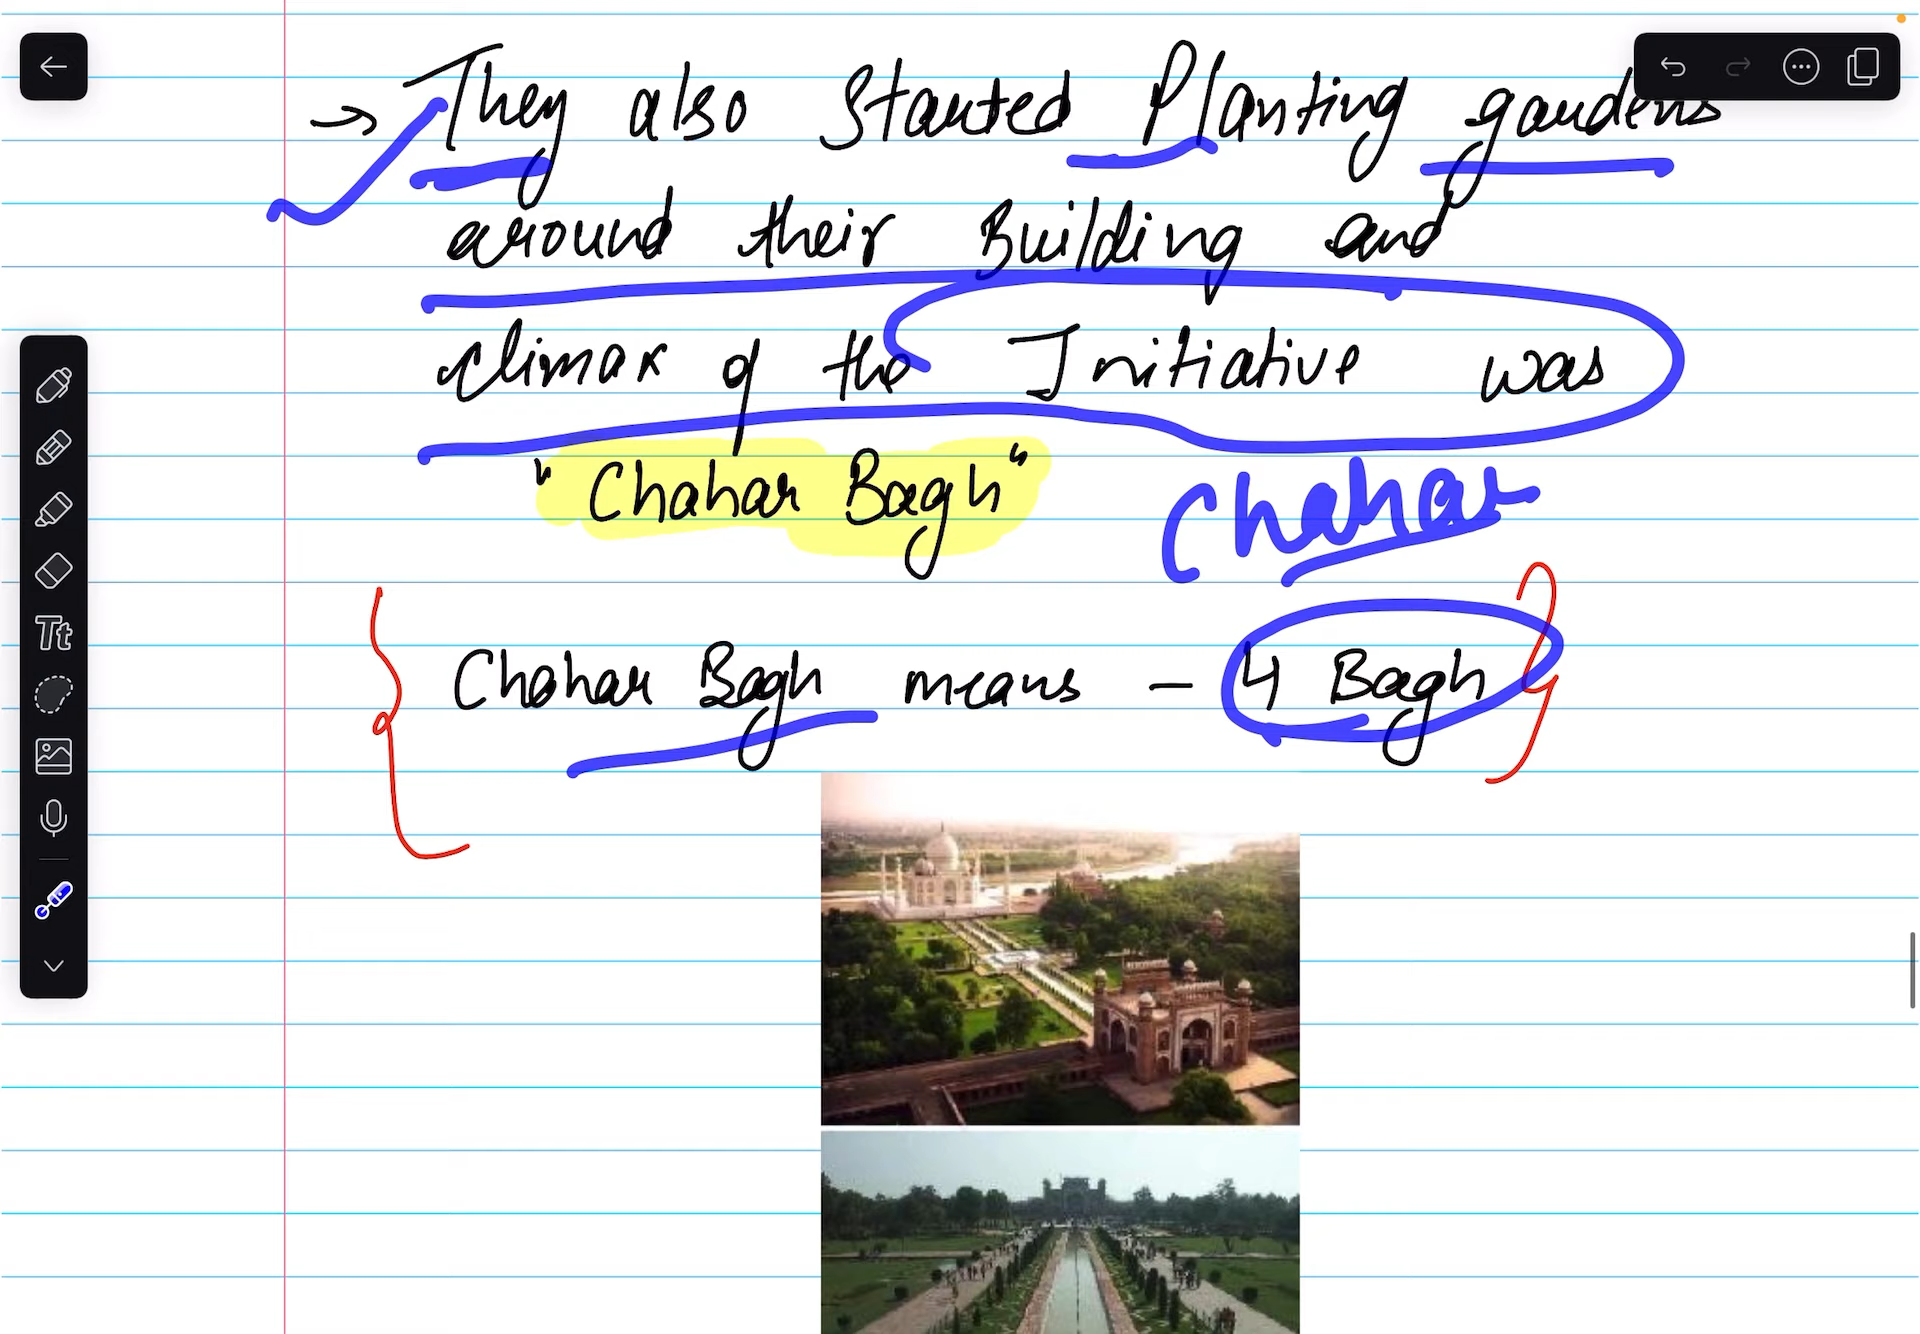 → They also Started Planting gardens
around their Building and
climax of the Initiative was
"Chahar Bagh" Chahar
Chahar Bagh means - 4 Bagh
Tt